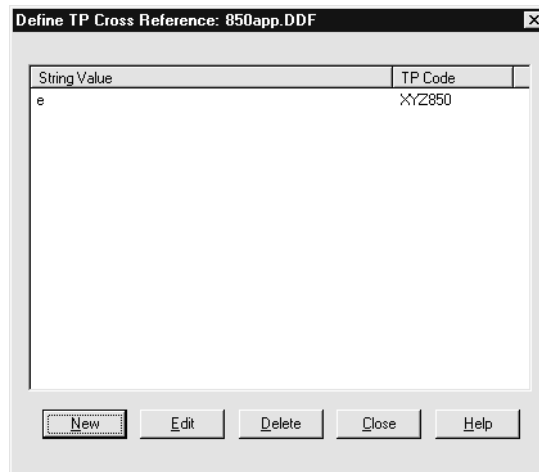 Define TP Cross Reference: 850app.DDF
String Value TP Code
e XYZ850
New Edit Delete Close Help